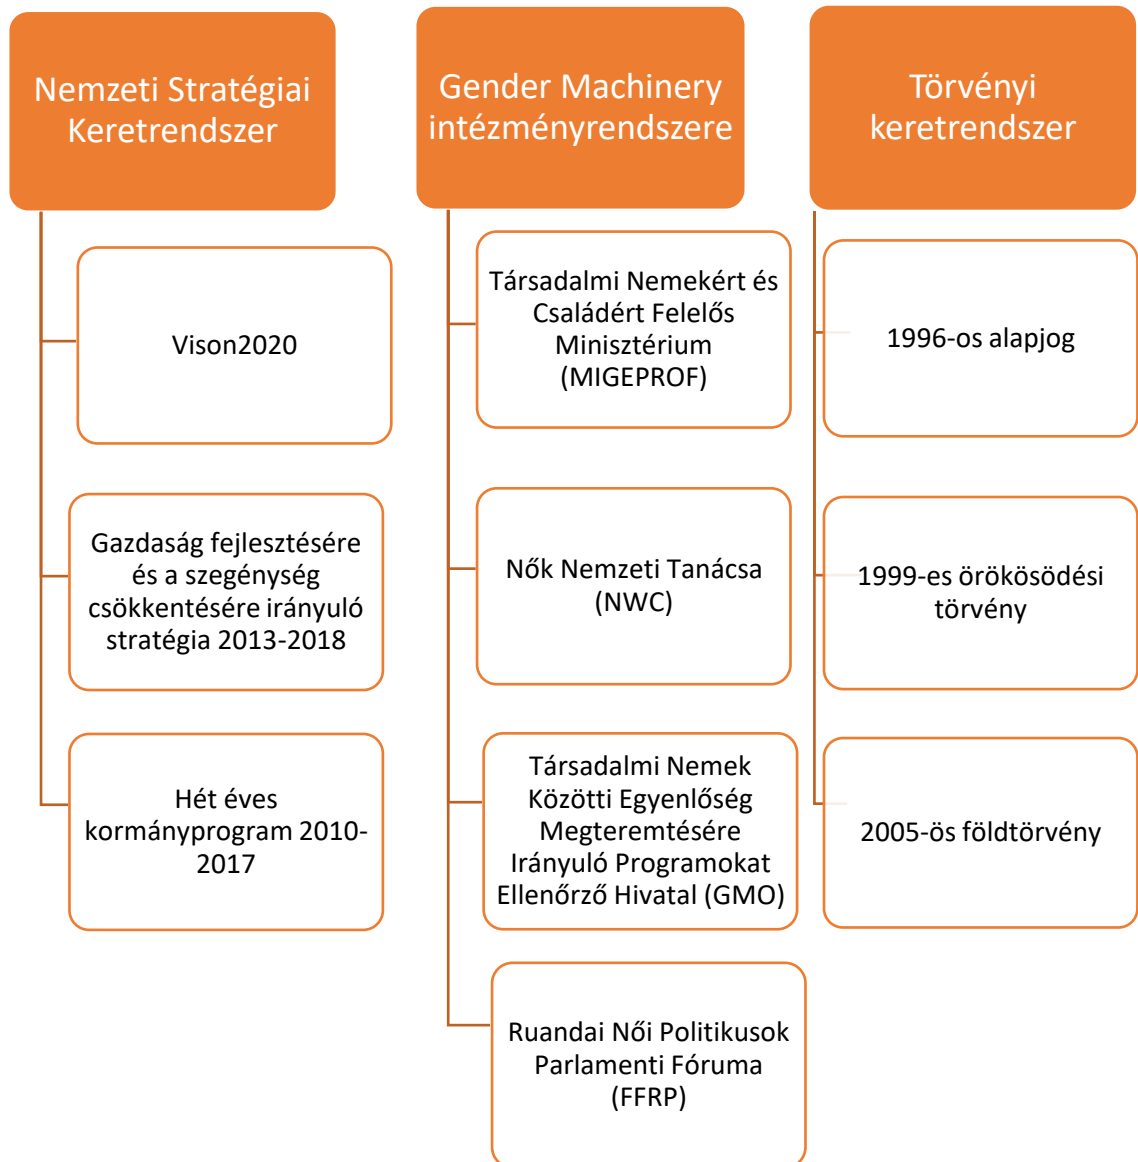 Nemzeti Stratégiai
Keretrendszer
Vison2020
Gazdaság fejlesztésére
és a szegénység
csökkentésére irányuló
stratégia 2013-2018
Hét éves
kormányprogram 2010-
2017
Gender Machinery
intézményrendszere
Társadalmi Nemekért és
Családért Felelős
Minisztérium
(MIGEPROF)
Nők Nemzeti Tanácsa
(NWC)
Társadalmi Nemek
Közötti Egyenlőség
Megteremtésére
Irányuló Programokat
Ellenőrző Hivatal (GMO)
Ruandai Női Politikusok
Parlamenti Fóruma
(FFRP)
Törvényi
keretrendszer
1996-os alapjog
1999-es örökösödési
törvény
2005-ös földtörvény